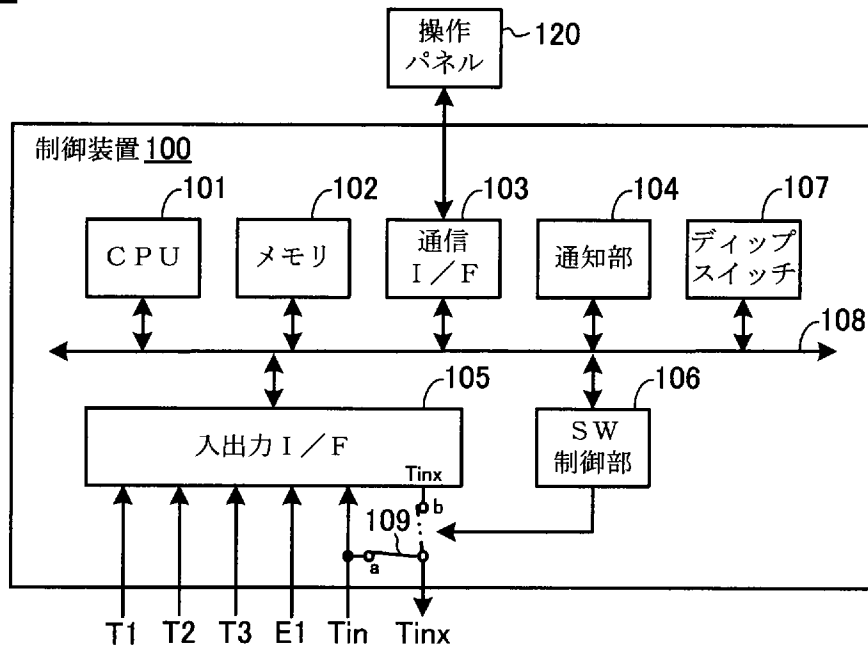 操作
パネル
120
制御装置 100
101
102
103
104
107
CPU
メモリ
通信
I/F
通知部
ディップ
スイッチ
108
105
106
入出力I/F
SW
制御部
Tinx
b
109
a
T1
T2
T3
E1
Tin
Tinx